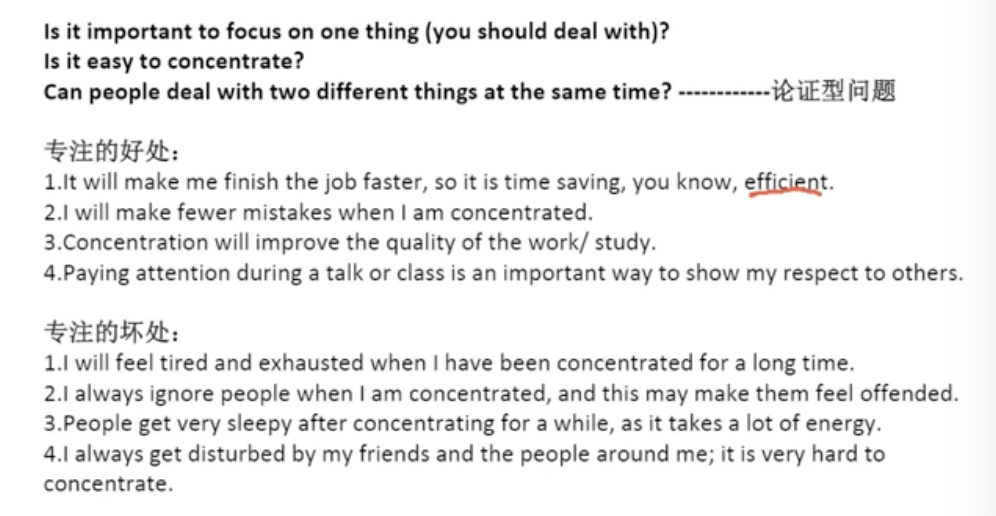 Is it important to focus on one thing (you should deal with)?
Is it easy to concentrate?
Can people deal with two different things at the same time? ------------论证型问题
专注的好处：
1.It will make me finish the job faster, so it is time saving, you know, efficient.
2.I will make fewer mistakes when I am concentrated.
3.Concentration will improve the quality of the work/ study.
4.Paying attention during a talk or class is an important way to show my respect to others.
专注的坏处：
1.I will feel tired and exhausted when I have been concentrated for a long time.
2.I always ignore people when I am concentrated, and this may make them feel offended.
3.People get very sleepy after concentrating for a while, as it takes a lot of energy.
4.I always get disturbed by my friends and the people around me; it is very hard to
concentrate.